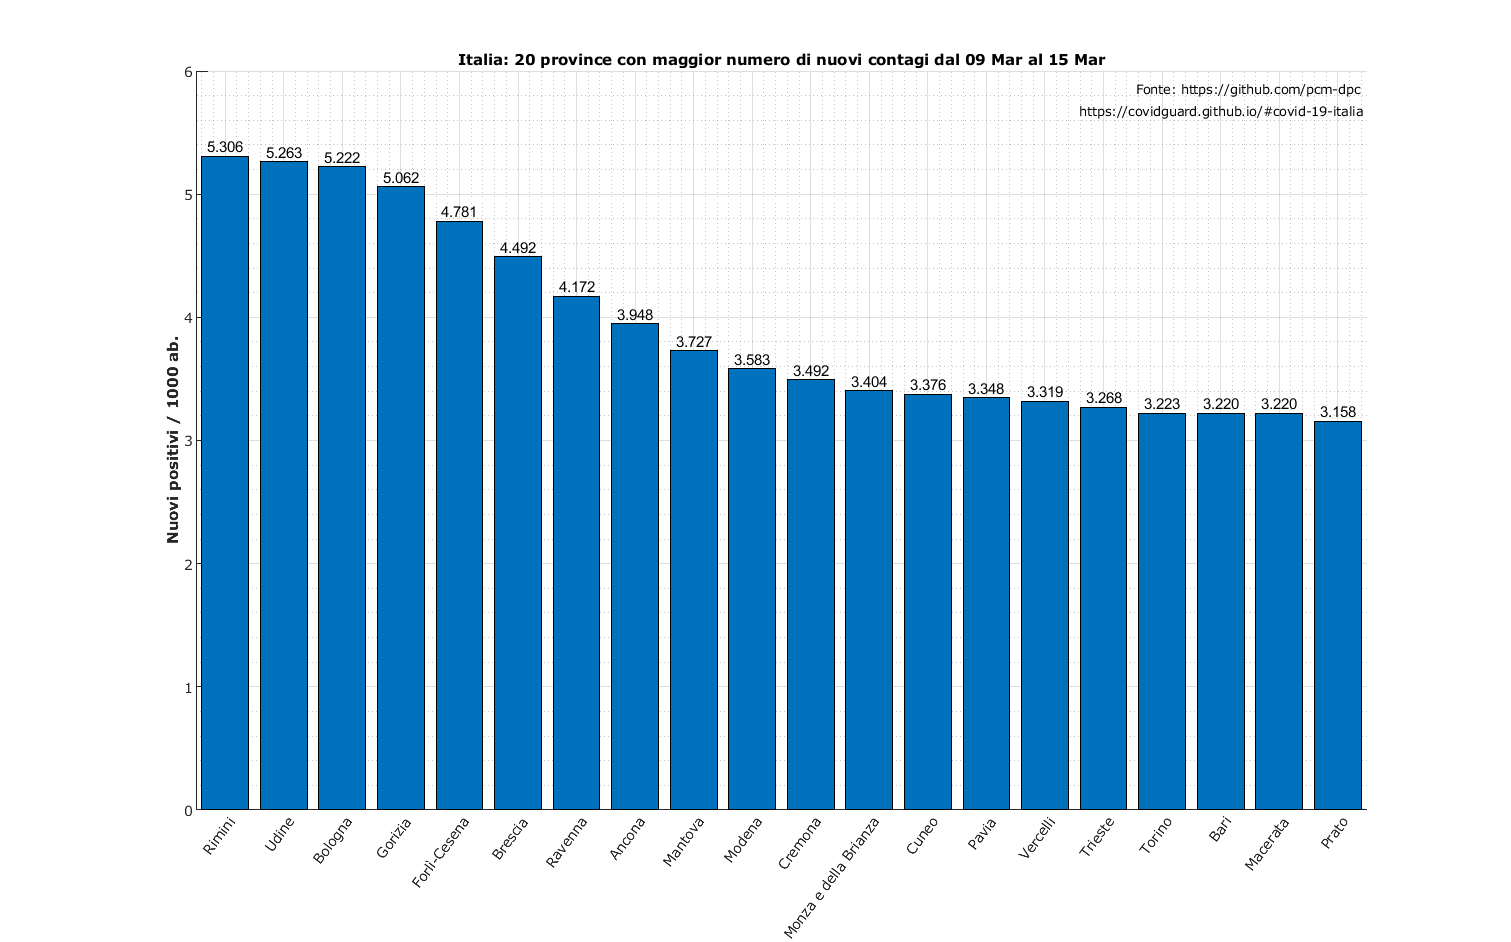 Italia: 20 province con maggior numero di nuovi contagi dal 09 Mar al 15 Mar
Fonte: https://github.com/pcm-dpc
https://covidguard.github.io/#covid-19-italia
Nuovi positivi / 1000 ab.
6
5
4
3
2
1
0
5.306
5.263
5.222
5.062
4.781
4.492
4.172
3.948
3.727
3.583
3.492
3.404
3.376
3.348
3.319
3.268
3.223
3.220
3.220
3.158
Rimini
Udine
Bologna
Gorizia
Forlì-Cesena
Brescia
Ravenna
Ancona
Mantova
Modena
Cremona
Monza e della Brianza
Cuneo
Pavia
Vercelli
Trieste
Torino
Bari
Macerata
Prato